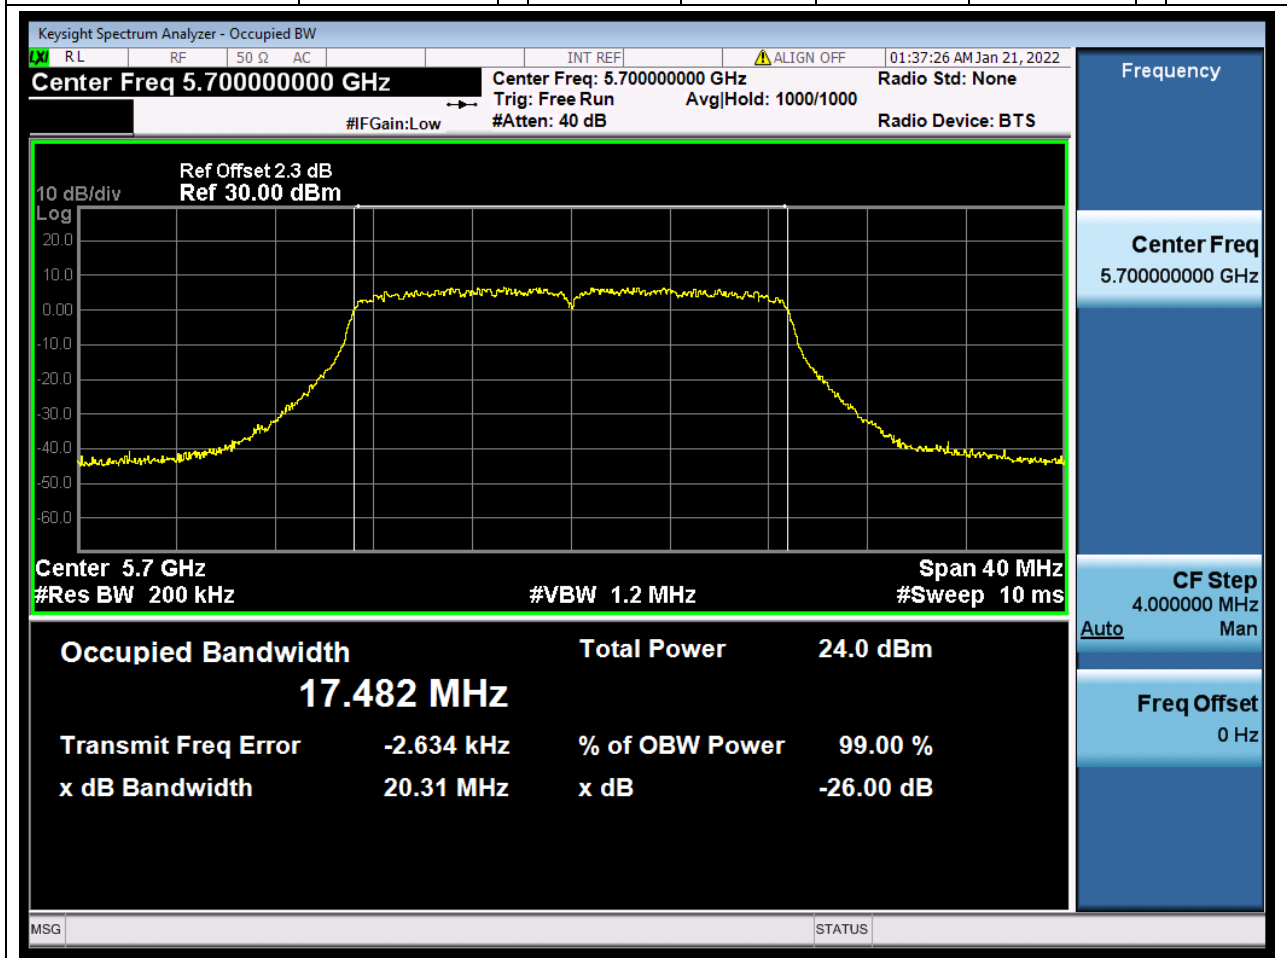 Keysight Spectrum Analyzer - Occupied BW
LXI RL RF 50 Ω AC INT REF ALIGN OFF 01:37:26 AM Jan 21, 2022
Center Freq 5.700000000 GHz
#IFGain:Low
Center Freq: 5.700000000 GHz
Trig: Free Run Avg|Hold: 1000/1000
#Atten: 40 dB
Radio Std: None
Radio Device: BTS
Ref Offset 2.3 dB
10 dB/div Ref 30.00 dBm
Log
20.0
10.0
0.00
-10.0
-20.0
-30.0
-40.0
-50.0
-60.0
Center 5.7 GHz Span 40 MHz
#Res BW 200 kHz #VBW 1.2 MHz #Sweep 10 ms
Occupied Bandwidth Total Power 24.0 dBm
17.482 MHz
Transmit Freq Error -2.634 kHz % of OBW Power 99.00 %
x dB Bandwidth 20.31 MHz x dB -26.00 dB
MSG STATUS
Frequency
Center Freq
5.700000000 GHz
CF Step
4.000000 MHz
Auto Man
Freq Offset
0 Hz